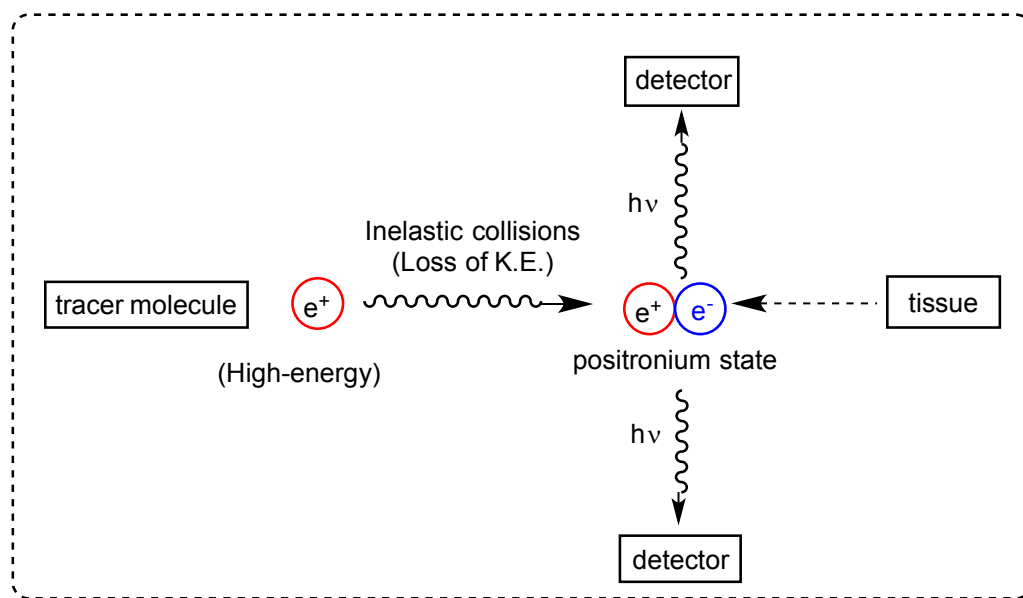 detector
hν
Inelastic collisions
(Loss of K.E.)
tracer molecule
e⁺
e⁺
e⁻
tissue
(High-energy)
positronium state
hν
detector